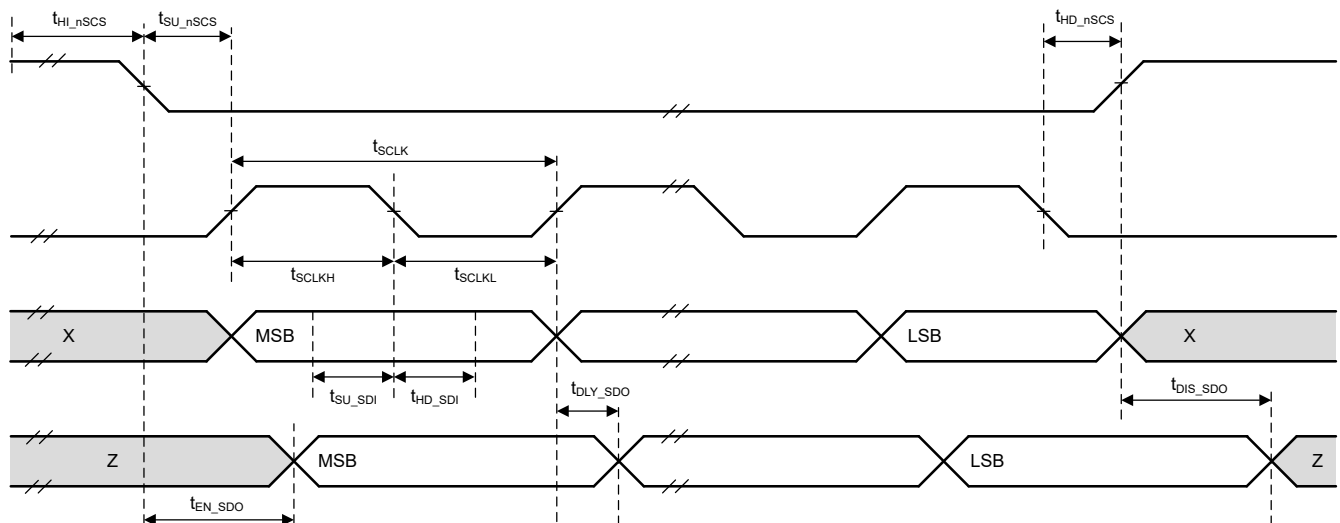 tHI_nSCS tSU_nSCS tHD_nSCS
tSCLK
tSCLKH tSCLKL
X MSB LSB X
tSU_SDI tHD_SDI tDLY_SDO tDIS_SDO
Z MSB LSB Z
tEN_SDO